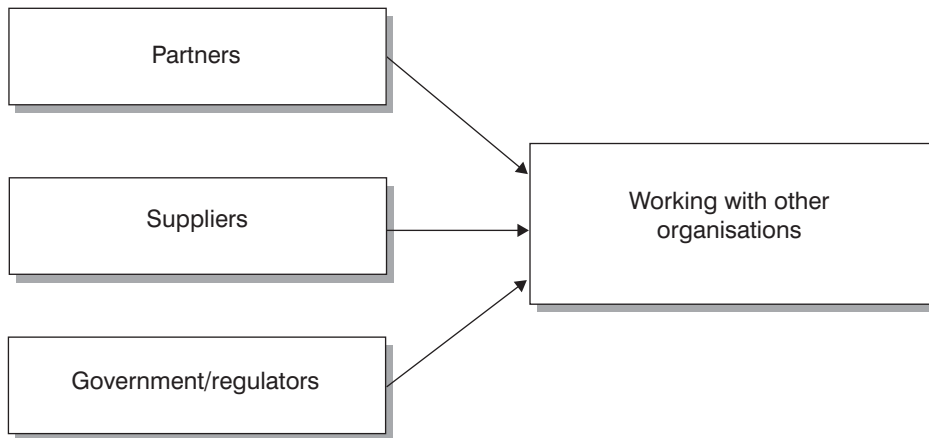 Partners
Suppliers
Working with other
organisations
Government/regulators